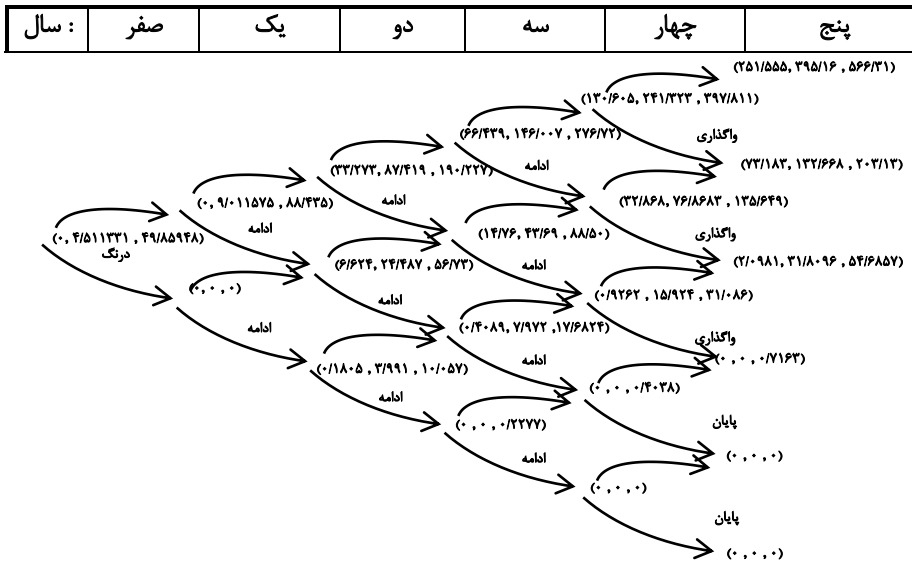 سال : صفر یک دو سه چهار پنج
(۲۵۱/۵۵۵, ۳۹۵/۱۶ , ۵۶۶/۳۱)
(۱۳۰/۶۰۵, ۲۴۱/۳۲۳ , ۳۹۷/۸۱۱)
(۶۶/۴۳۹, ۱۴۶/۰۰۷ , ۲۷۶/۷۲) واگذاری
(۳۳/۲۷۳, ۸۷/۴۱۹ , ۱۹۰/۲۲۷) ادامه (۷۳/۱۸۳, ۱۳۲/۶۶۸ , ۲۰۳/۱۳)
(۰, ۹/۰۱۱۵۷۵ , ۸۸/۴۳۵) ادامه (۳۲/۸۶۸, ۷۶/۸۶۸۳ , ۱۳۵/۶۴۹)
(۰, ۴/۵۱۱۳۳۱ , ۴۹/۸۵۹۴۸) ادامه (۱۴/۷۶, ۴۳/۶۹ , ۸۸/۵۰) واگذاری
درنگ (۶/۶۲۴, ۲۴/۴۸۷ , ۵۶/۷۳) ادامه (۲/۰۹۸۱, ۳۱/۸۰۹۶ , ۵۴/۶۸۵۷)
(۰, ۰ , ۰) ادامه (۰/۹۲۶۲ , ۱۵/۹۲۴ , ۳۱/۰۸۶)
ادامه (۰/۴۰۸۹, ۷/۹۷۲ ,۱۷/۶۸۲۴) واگذاری
(۰/۱۸۰۵ , ۳/۹۹۱ , ۱۰/۰۵۷) ادامه (۰ , ۰ , ۰/۷۱۶۳)
ادامه (۰ , ۰ , ۰/۴۰۳۸)
(۰ , ۰ , ۰/۲۲۷۷) پایان
ادامه (۰ , ۰ , ۰)
(۰ , ۰ , ۰)
پایان
(۰ , ۰ , ۰)